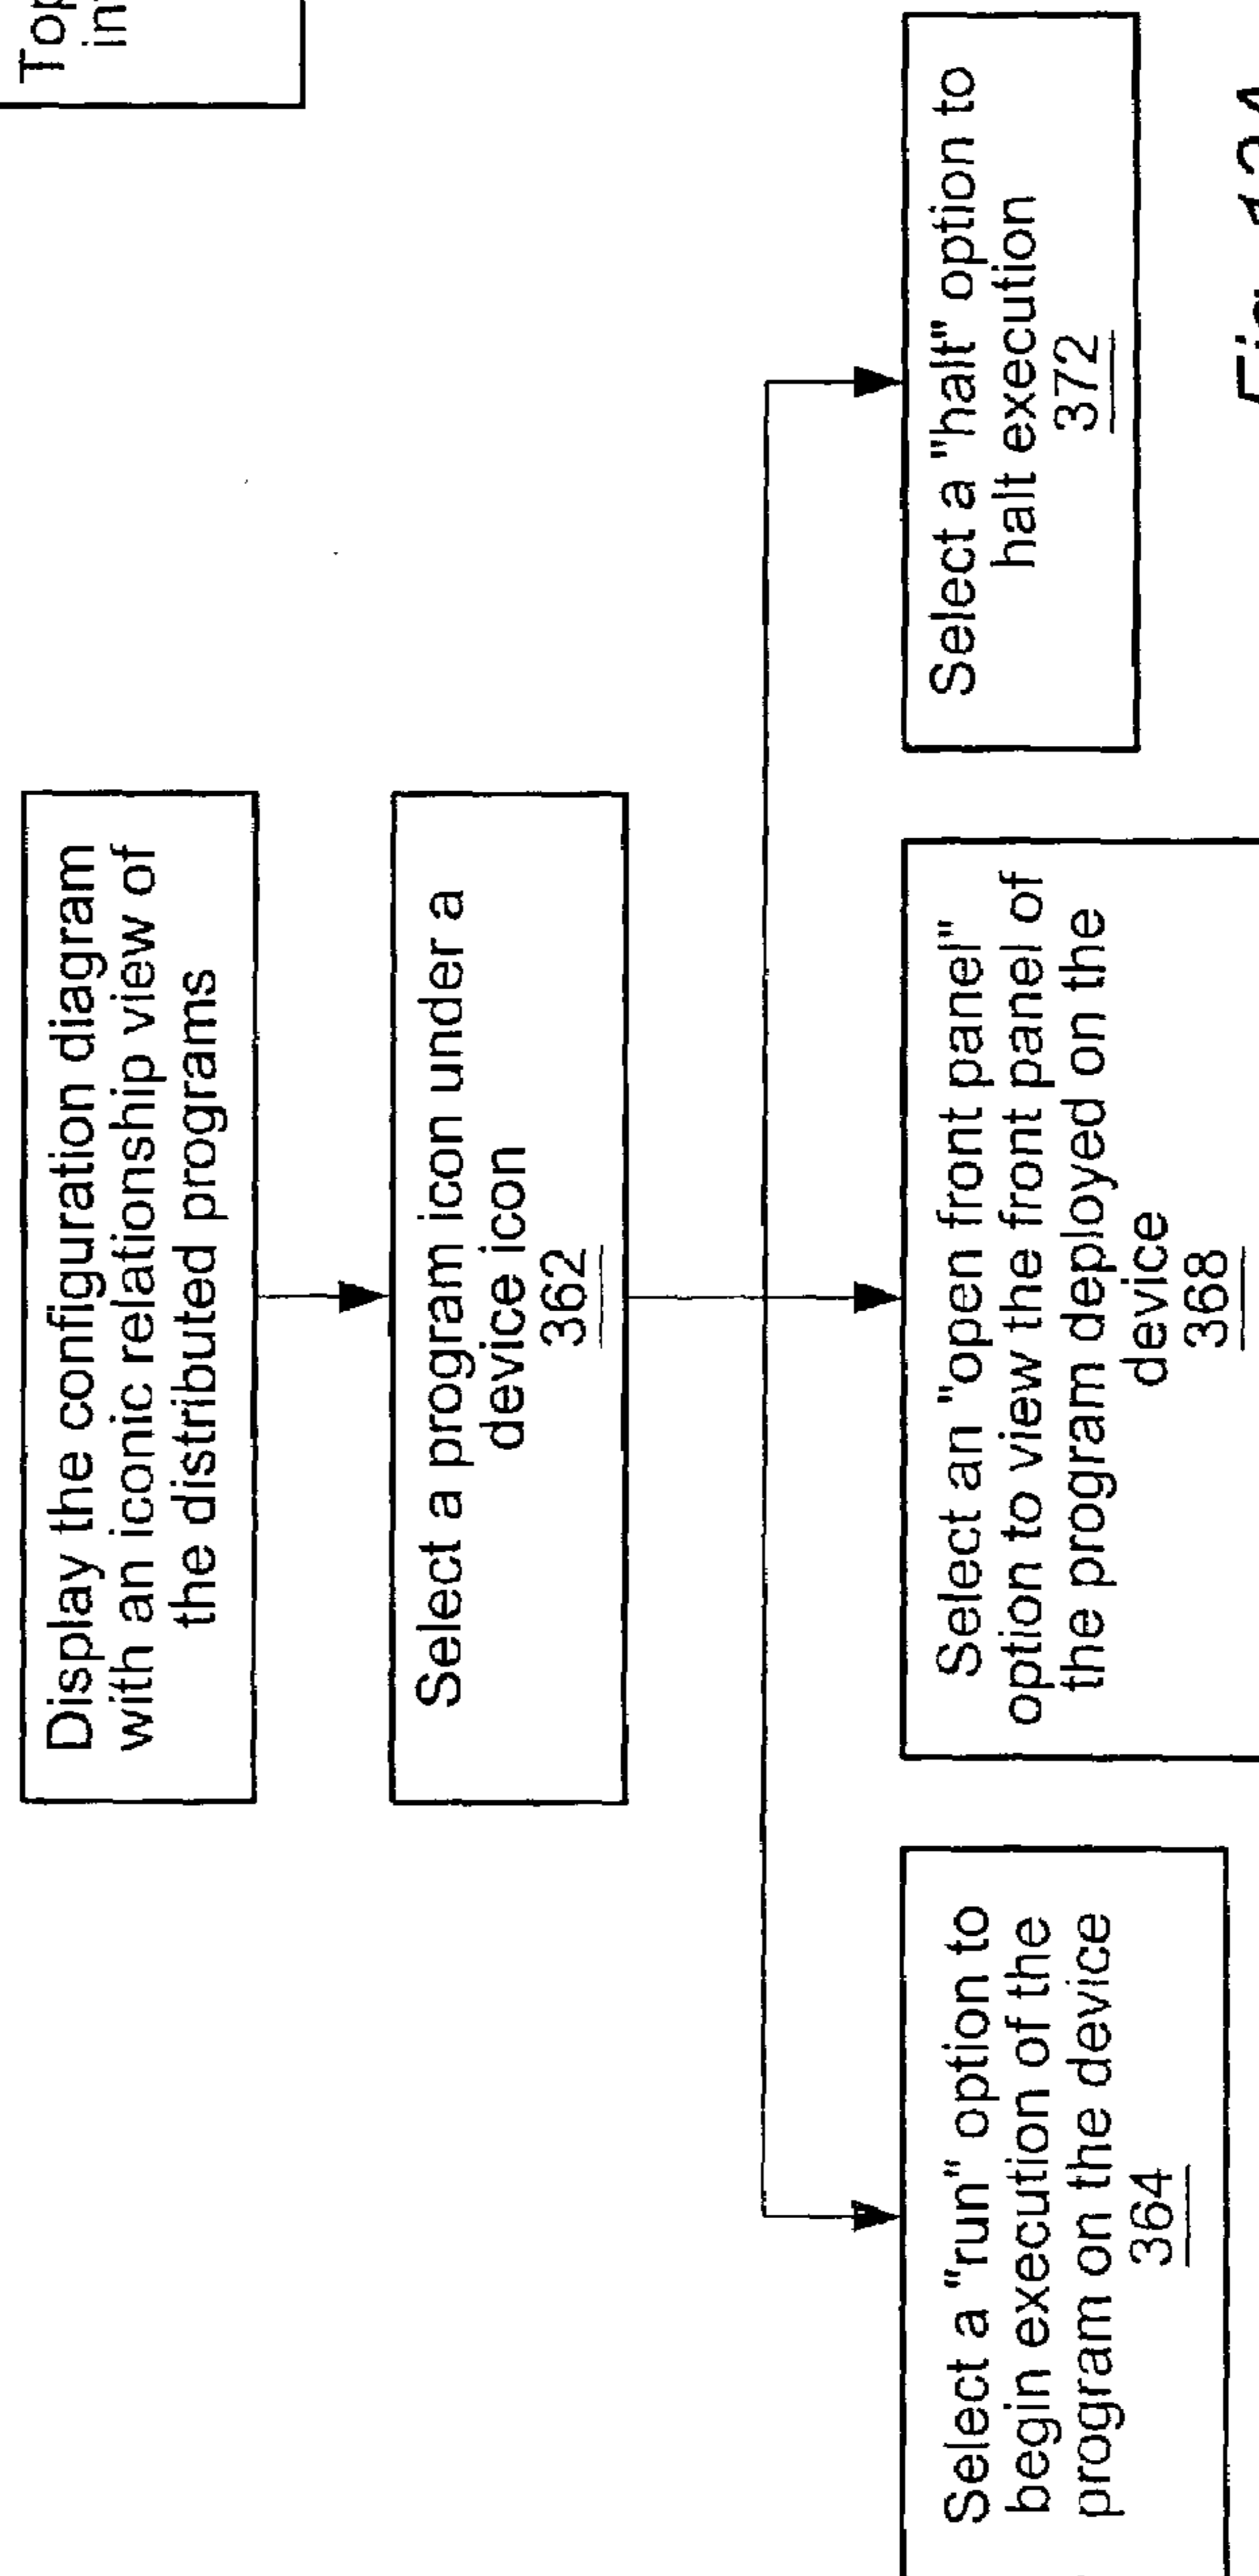 Display the configuration diagram
with an iconic relationship view of
the distributed programs
Select a program icon under a
device icon
362
Select a "run" option to
begin execution of the
program on the device
364
Select an "open front panel"
option to view the front panel of
the program deployed on the
device
368
Select a "halt" option to
halt execution
372